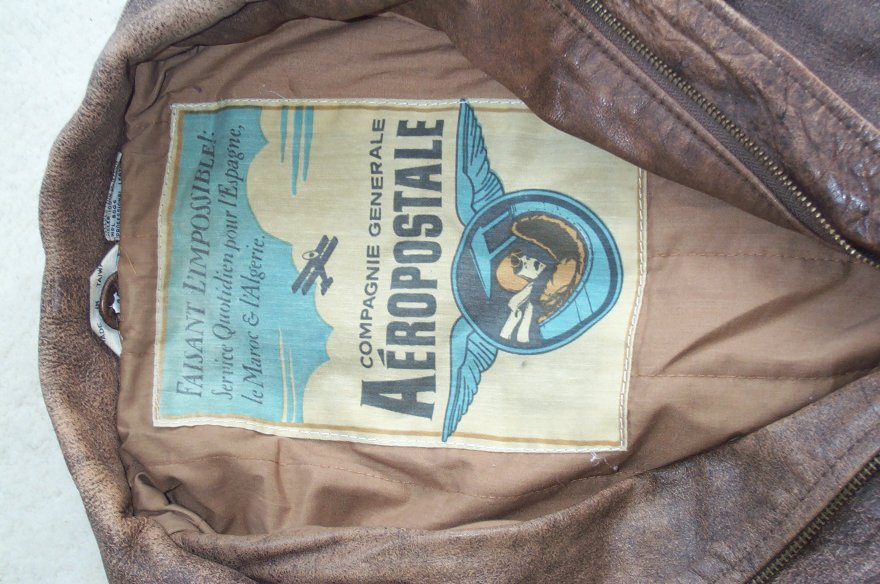 FAISANT L'IMPOSSIBLE!:
Service Quotidien pour l'Espagne,
le Maroc & l'Algerie.
COMPAGNIE GENERALE
AÉROPOSTALE